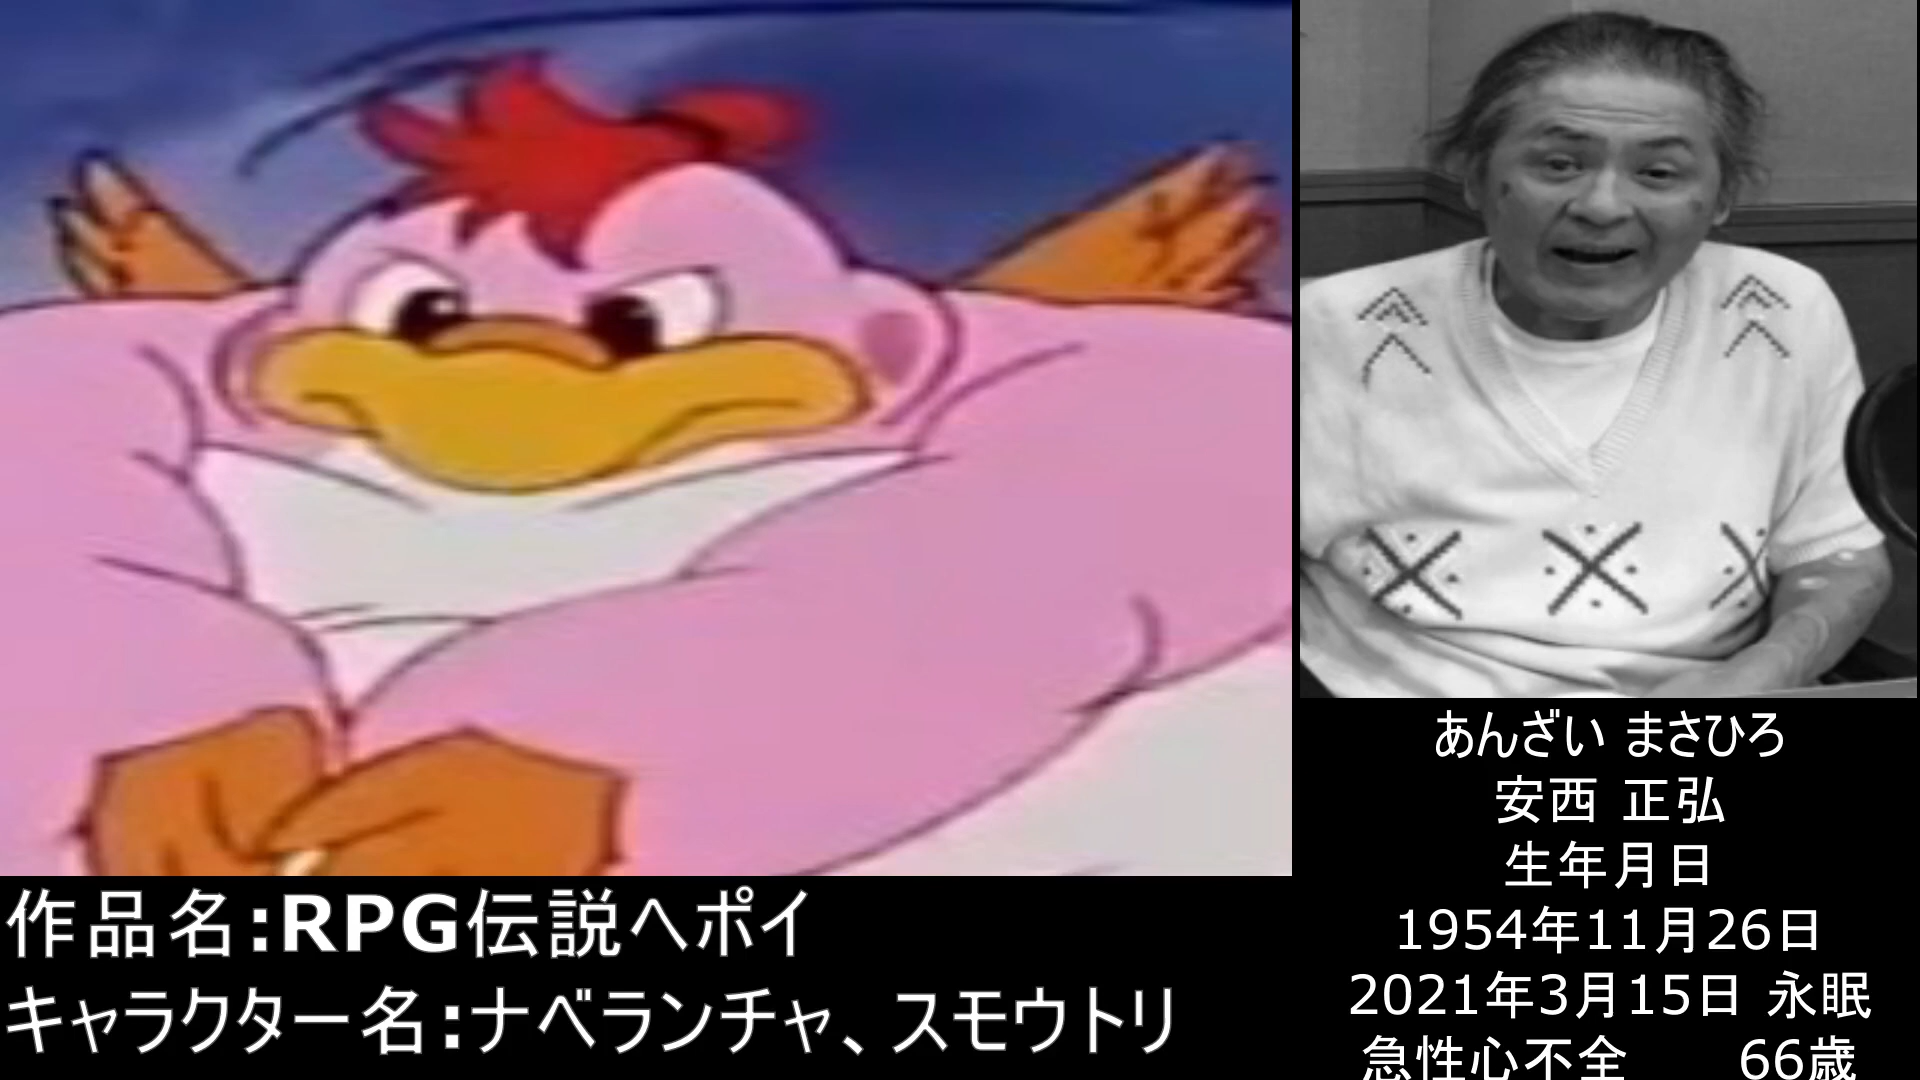 作品名:RPG伝説ヘポイ
キャラクター名:ナベランチャ、スモウトリ
あんざい まさひろ
安西 正弘
生年月日
1954年11月26日
2021年3月15日 永眠
急性心不全 66歳